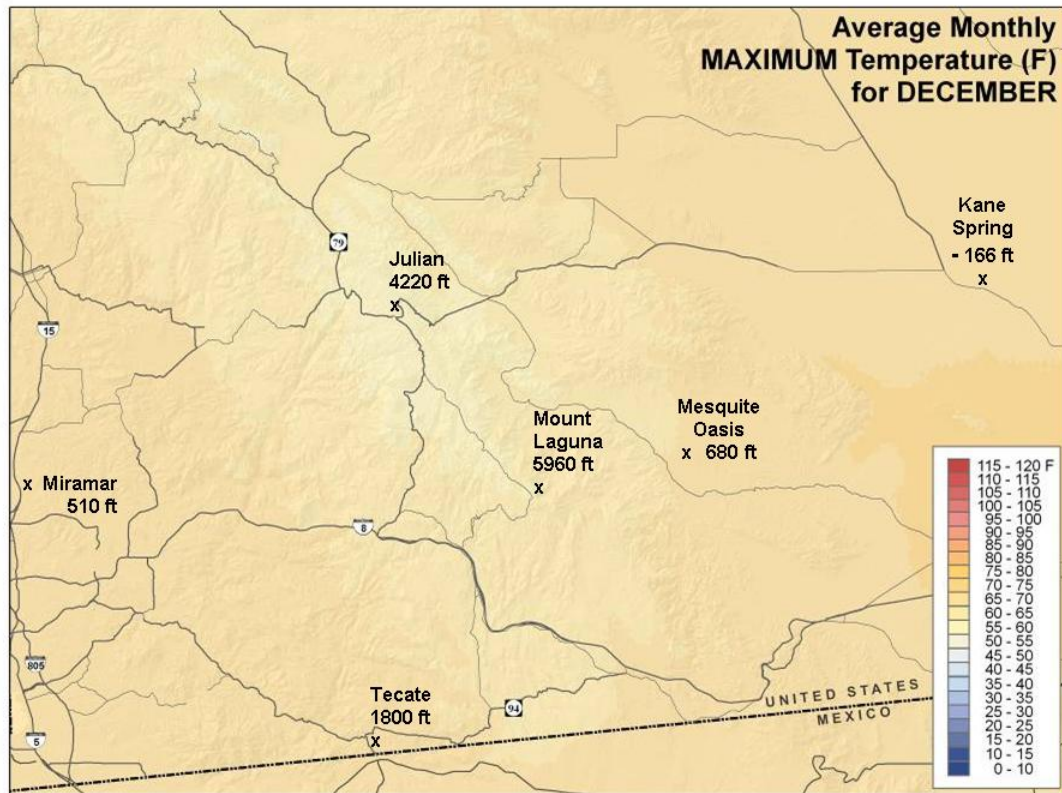 Average Monthly
MAXIMUM Temperature (F)
for DECEMBER
Kane
Spring
- 166 ft
x
79
Julian
4220 ft
x
15
Mesquite
Oasis
x 680 ft
Mount
Laguna
5960 ft
x
x Miramar
510 ft
8
115 - 120 F
110 - 115
105 - 110
100 - 105
95 - 100
90 - 95
85 - 90
80 - 85
75 - 80
70 - 75
65 - 70
60 - 65
55 - 60
50 - 55
45 - 50
40 - 45
35 - 40
30 - 35
25 - 30
20 - 25
15 - 20
10 - 15
0 - 10
805
Tecate
1800 ft
x
94
5
UNITED STATES
MEXICO